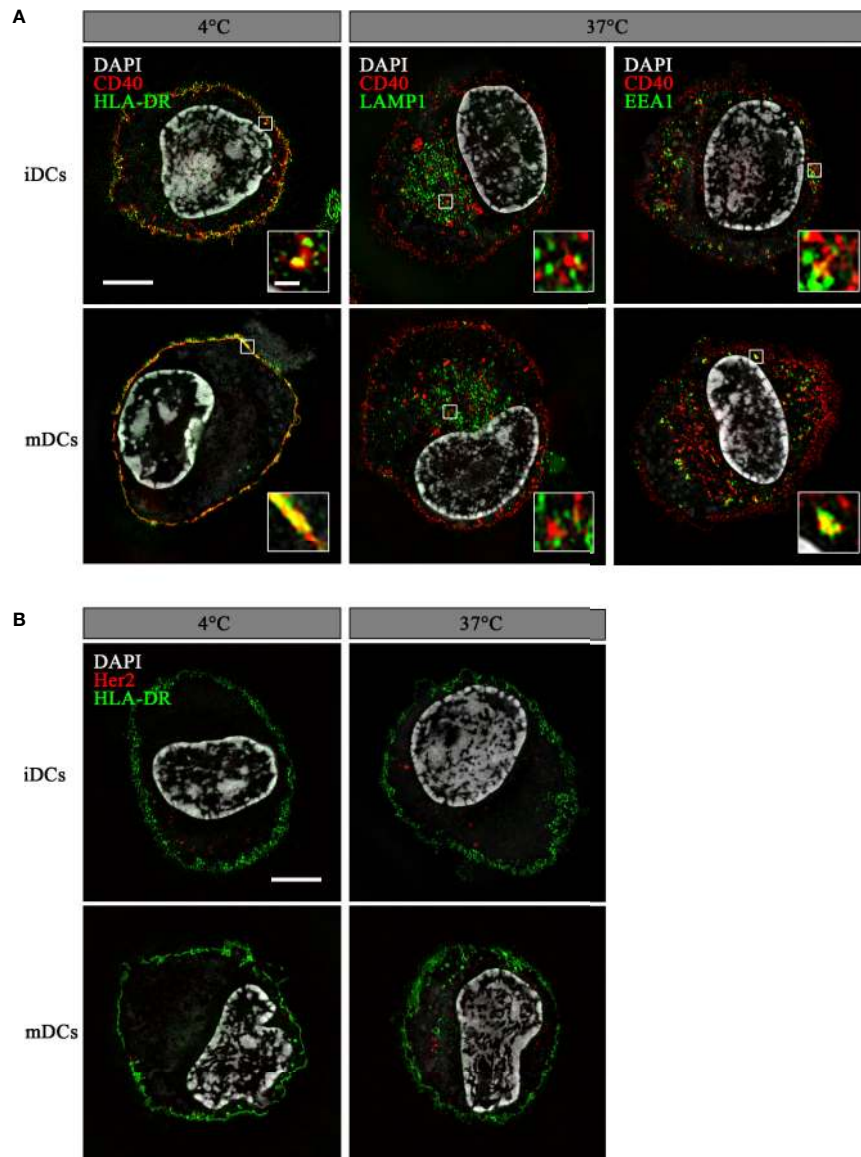 A
4°C
37°C
DAPI
CD40
HLA-DR
DAPI
CD40
LAMP1
DAPI
CD40
EEA1
iDCs
mDCs
B
4°C
37°C
DAPI
Her2
HLA-DR
iDCs
mDCs